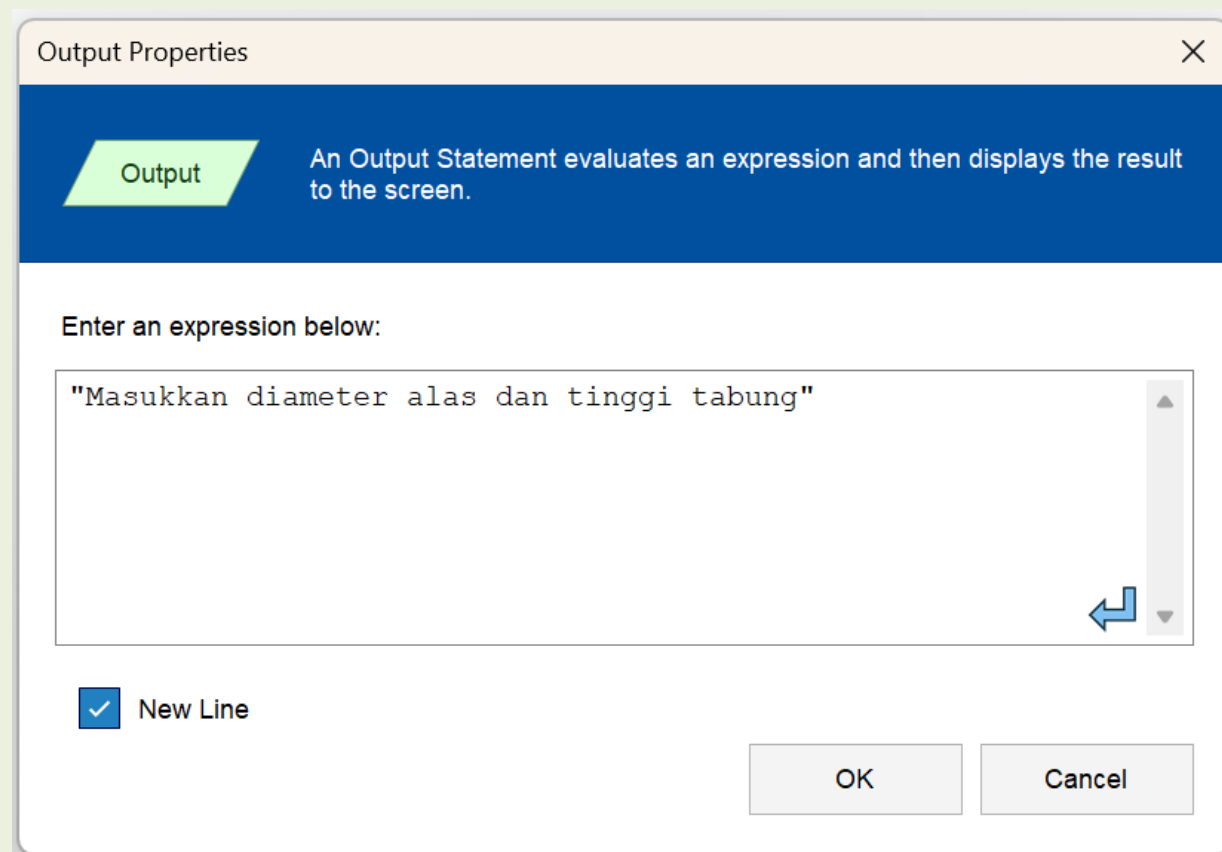 Output Properties
Output
An Output Statement evaluates an expression and then displays the result
to the screen.
Enter an expression below:
"Masukkan diameter alas dan tinggi tabung"
New Line
OK
Cancel